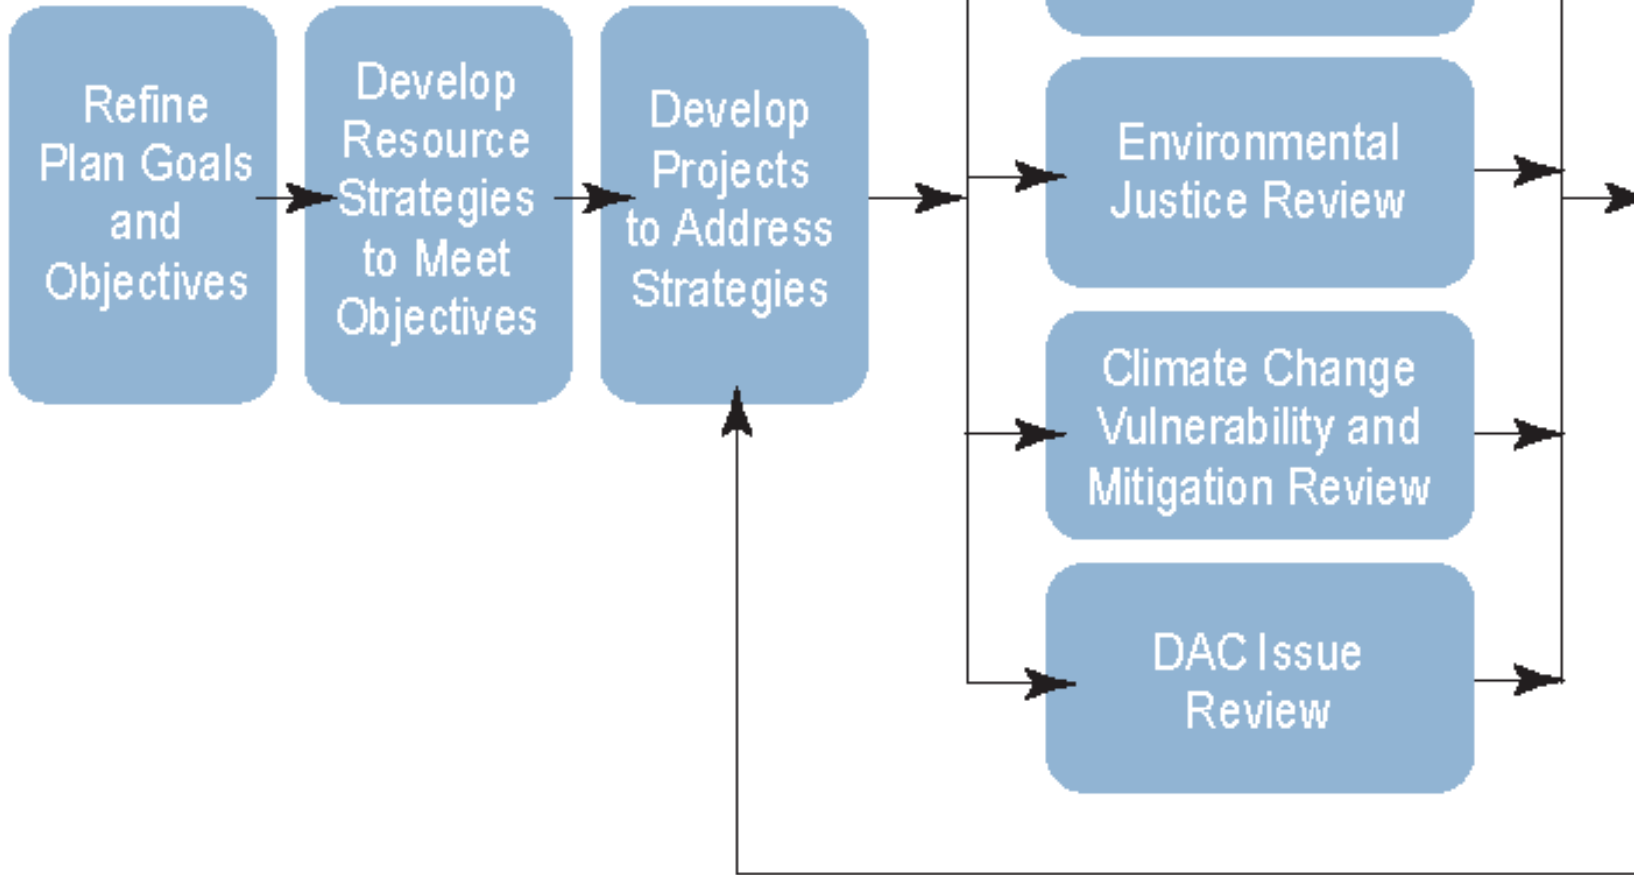 Refine
Plan Goals
and
Objectives
Develop
Resource
Strategies
to Meet
Objectives
Develop
Projects
to Address
Strategies
Environmental
Justice Review
Climate Change
Vulnerability and
Mitigation Review
DAC Issue
Review